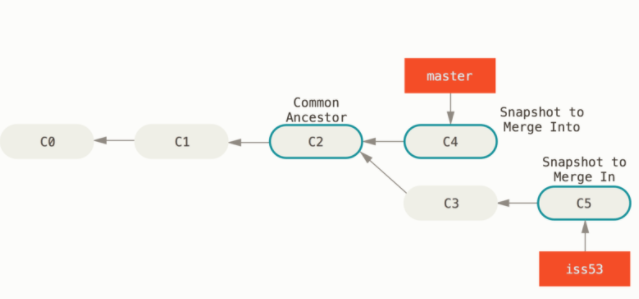 master
Common
Ancestor
Snapshot to
Merge Into
C0
C1
C2
C4
Snapshot to
Merge In
C3
C5
iss53